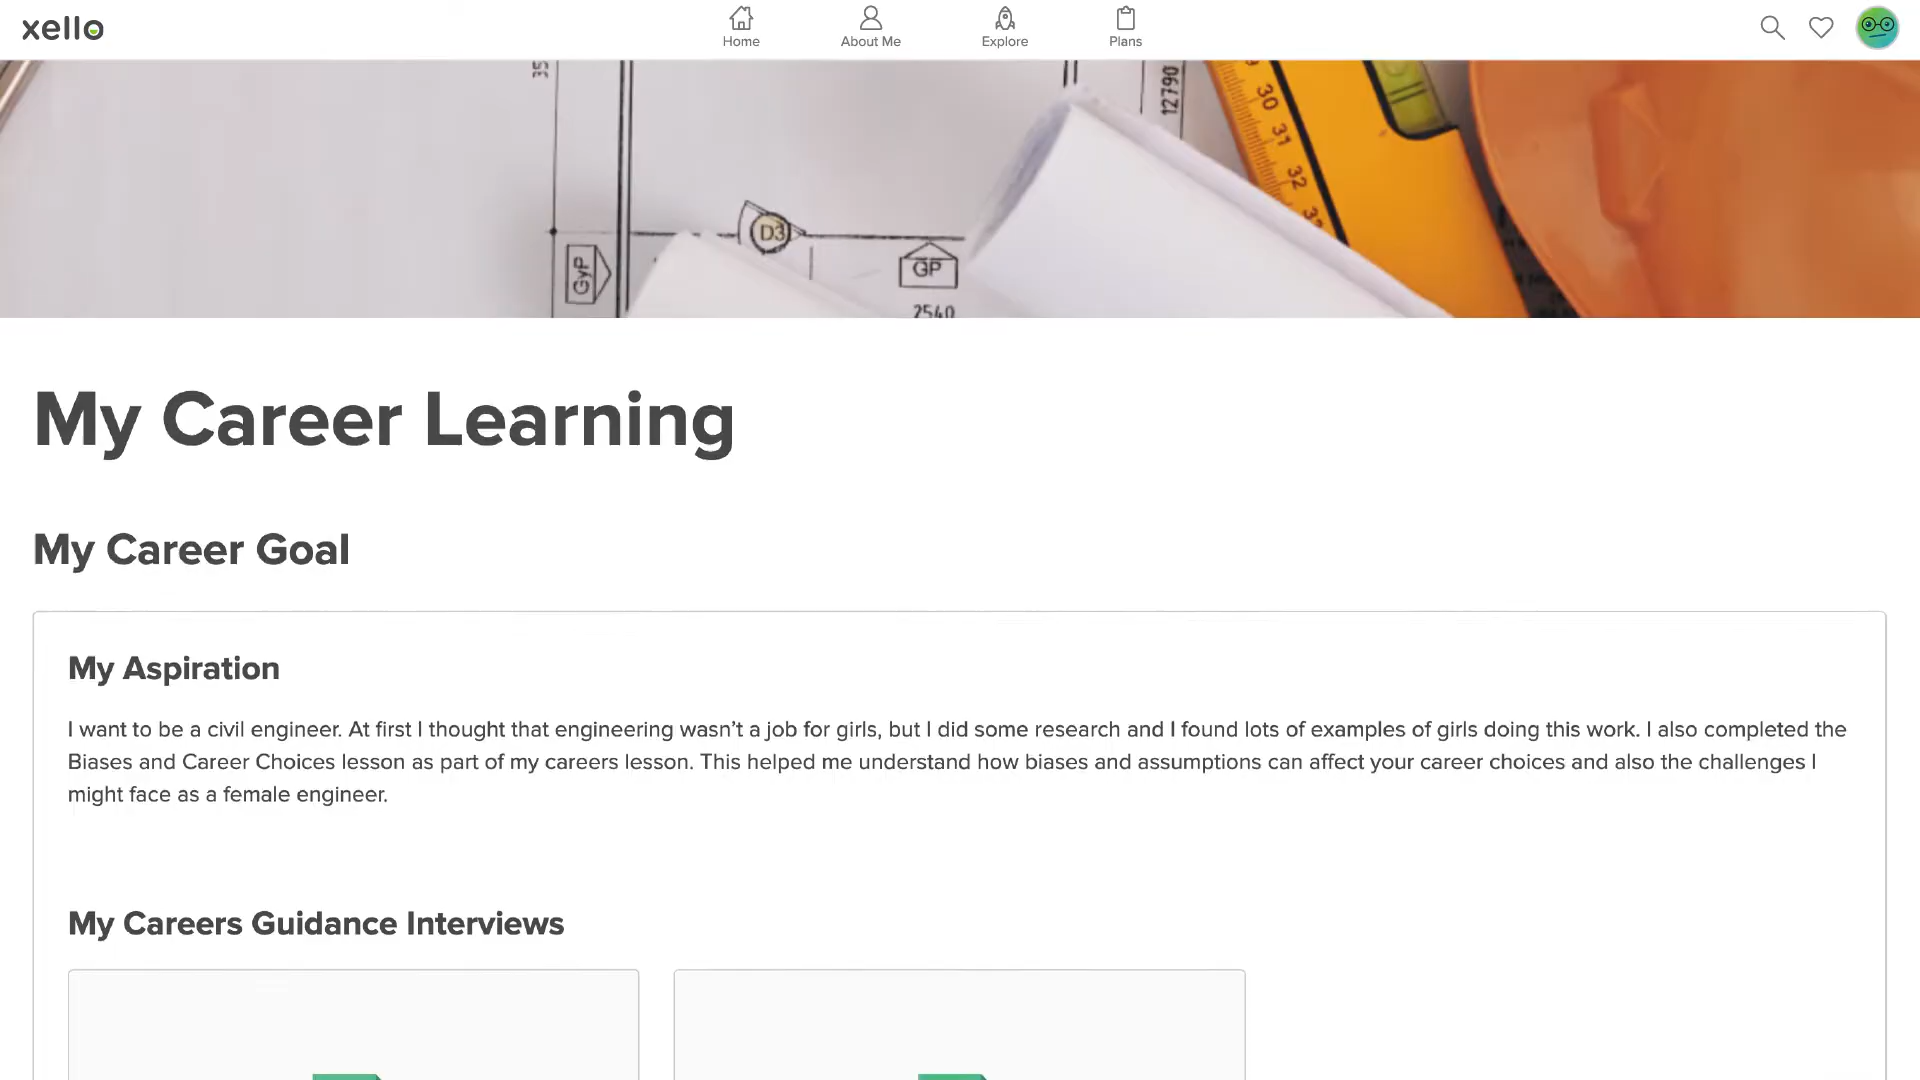 xello
Home
About Me
Explore
Plans
35
12790
30
31
32
D3
GyP
GP
2540
My Career Learning
My Career Goal
My Aspiration
I want to be a civil engineer. At first I thought that engineering wasn’t a job for girls, but I did some research and I found lots of examples of girls doing this work. I also completed the
Biases and Career Choices lesson as part of my careers lesson. This helped me understand how biases and assumptions can affect your career choices and also the challenges I
might face as a female engineer.
My Careers Guidance Interviews